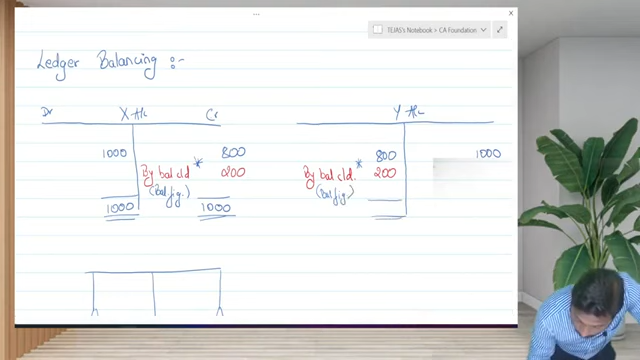 TEJAS's Notebook > CA Foundation
Ledger Balancing :-
Dr X A/c Cr
1000 800
By bal c/d * 200
(Bal fig.)
1000 1000
Y A/c
800 1000
By bal c/d. * 200
(Bal fig.)